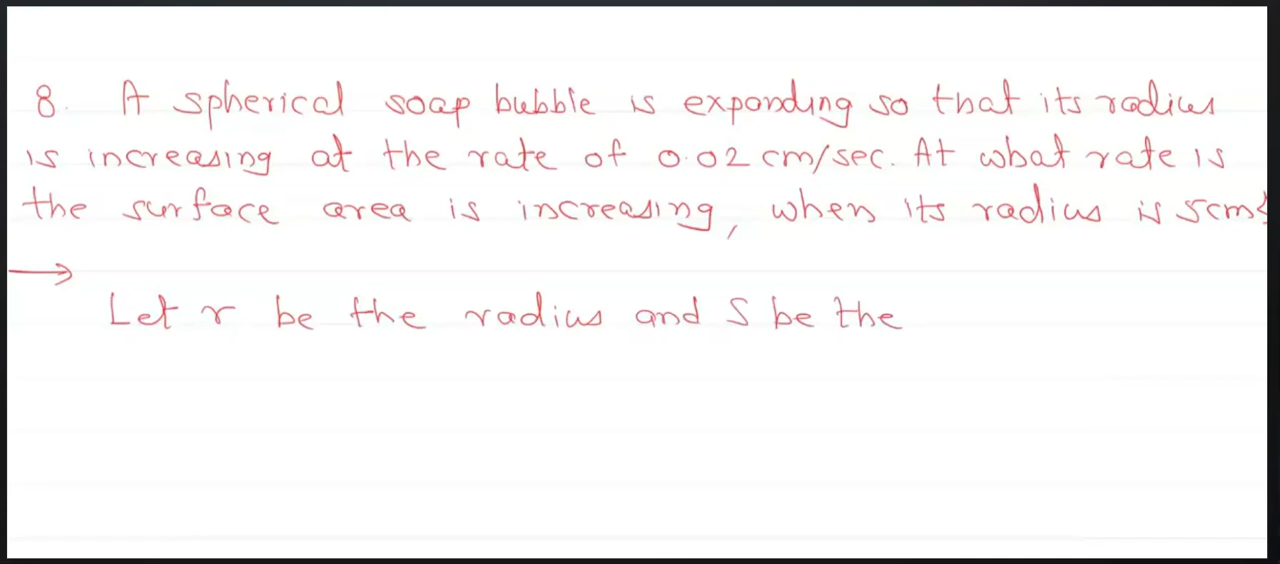 8. A spherical soap bubble is expanding so that its radius
is increasing at the rate of 0.02 cm/sec. At what rate is
the surface area is increasing, when its radius is 5cms
→
Let r be the radius and S be the